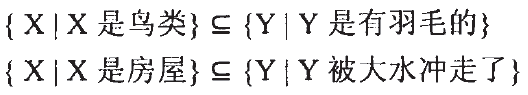 { X | X 是鸟类} ⊆ {Y | Y 是有羽毛的}
{ X | X 是房屋} ⊆ {Y | Y 被大水冲走了}